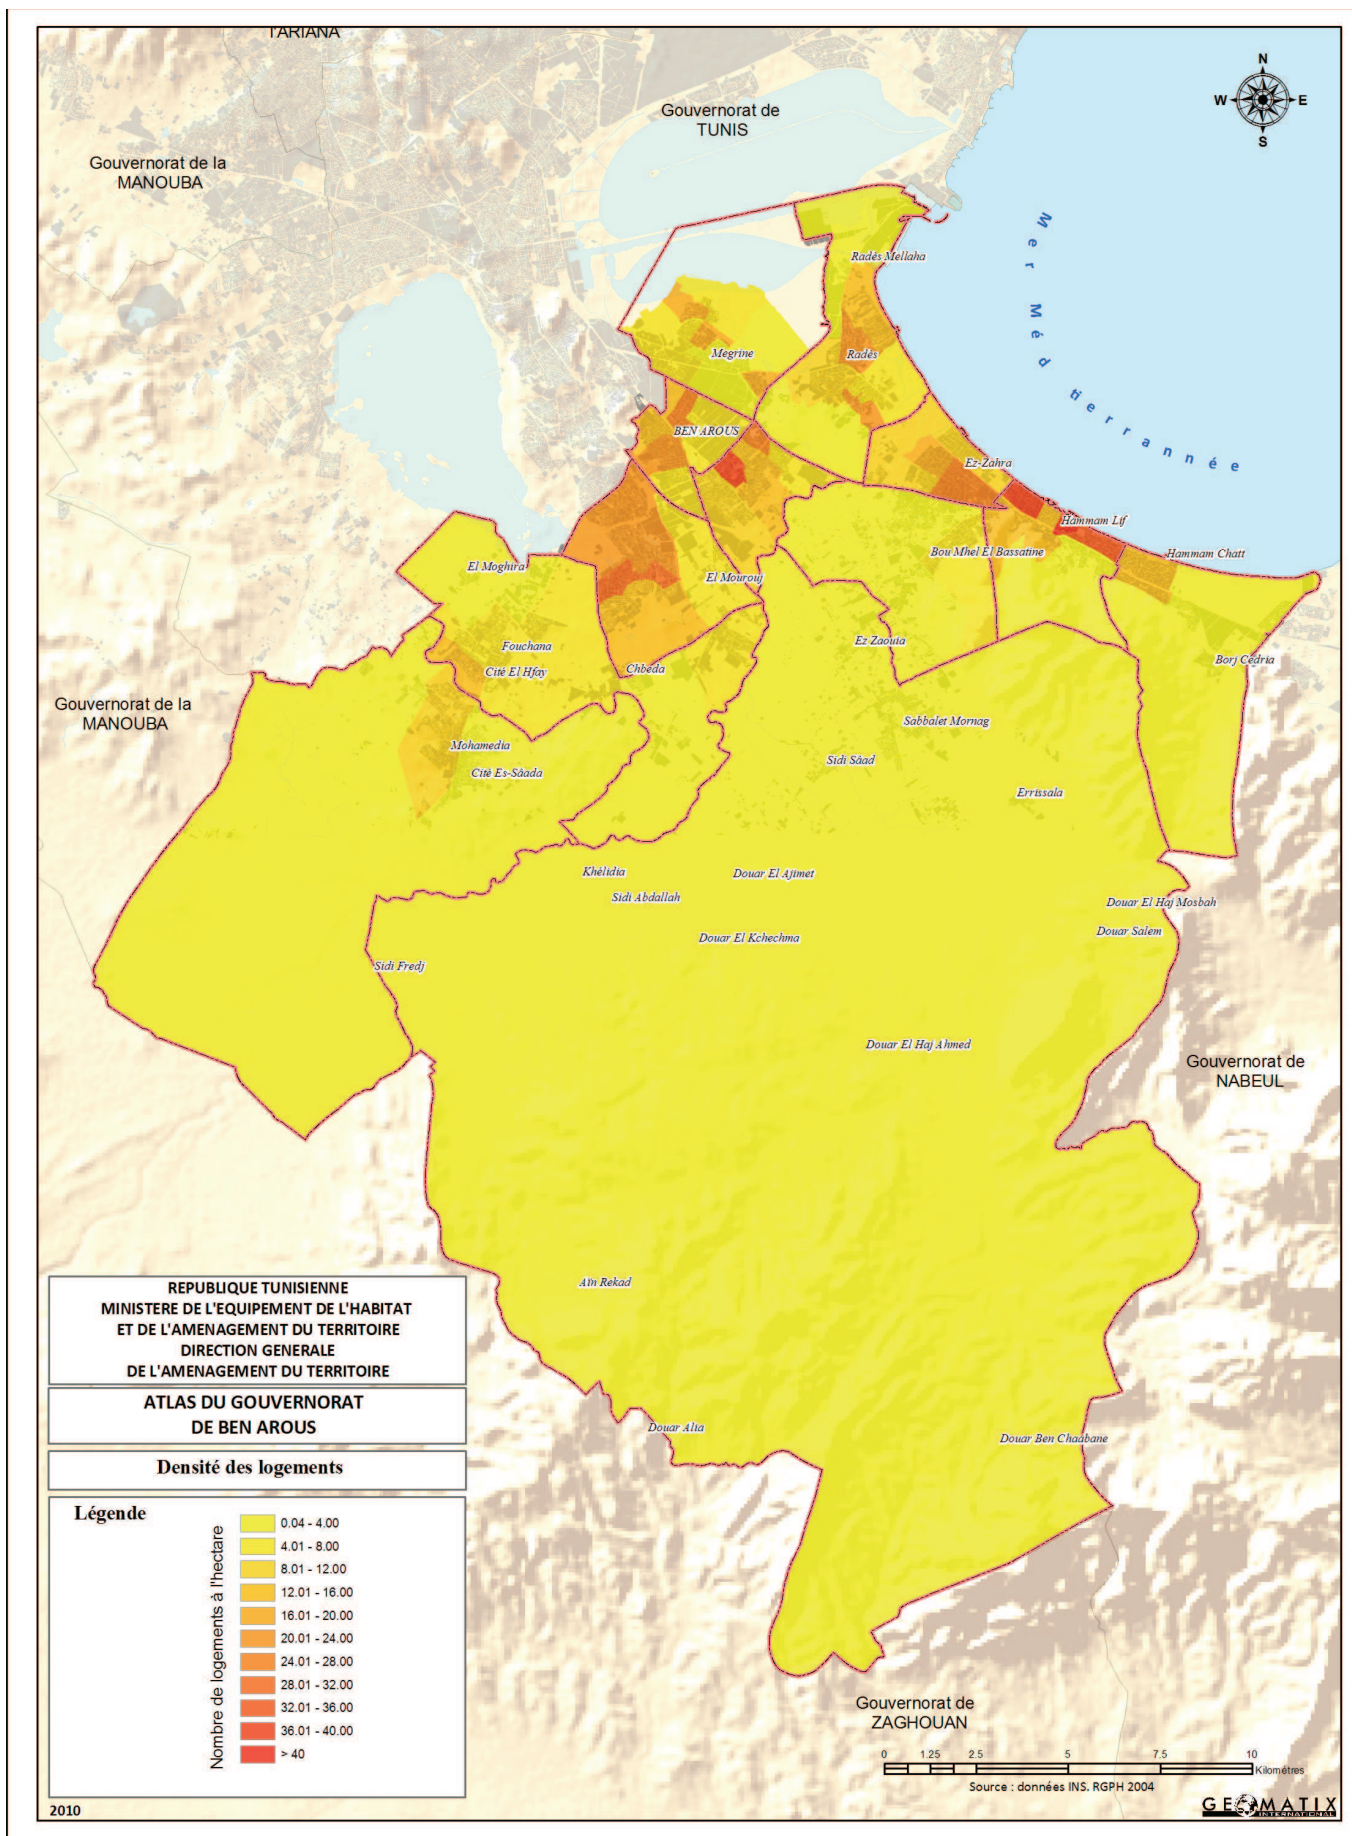 l'ARIANA
Gouvernorat de
TUNIS
N
W
E
S
Gouvernorat de la
MANOUBA
Mer Méditerrannée
Radès Mellaha
Megrine
Radès
BEN AROUS
Ez-Zahra
Hammam Lif
Hammam Chatt
Bou Mhel El Bassatine
El Moghira
El Mourouj
Fouchana
Cité El Hfay
Chbeda
Ez Zaouia
Borj Cédria
Gouvernorat de la
MANOUBA
Sabbalet Mornag
Mohamedia
Cité Es-Sâada
Sidi Sâad
Errissala
Khélidia
Sidi Abdallah
Douar El Ajimet
Douar El Haj Mosbah
Douar Salem
Douar El Kchechma
Sidi Fredj
Douar El Haj Ahmed
Gouvernorat de
NABEUL
Aïn Rekad
Douar Alia
Douar Ben Chaabane
REPUBLIQUE TUNISIENNE
MINISTERE DE L'EQUIPEMENT DE L'HABITAT
ET DE L'AMENAGEMENT DU TERRITOIRE
DIRECTION GENERALE
DE L'AMENAGEMENT DU TERRITOIRE
ATLAS DU GOUVERNORAT
DE BEN AROUS
Densité des logements
Légende
Nombre de logements à l'hectare
0.04 - 4.00
4.01 - 8.00
8.01 - 12.00
12.01 - 16.00
16.01 - 20.00
20.01 - 24.00
24.01 - 28.00
28.01 - 32.00
32.01 - 36.00
36.01 - 40.00
> 40
Gouvernorat de
ZAGHOUAN
0 1.25 2.5 5 7.5 10
Kilométres
Source : données INS. RGPH 2004
2010
GEOMATIX
INTERNATIONAL